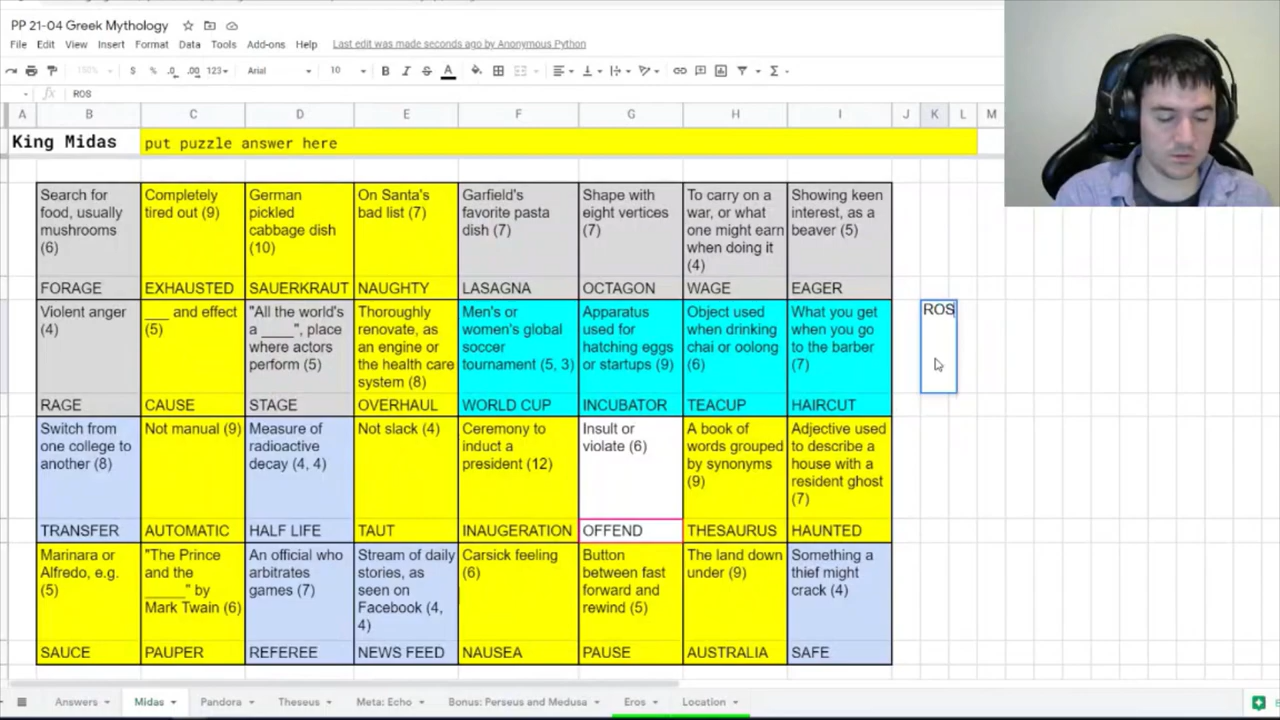 PP 21-04 Greek Mythology
File Edit View Insert Format Data Tools Add-ons Help Last edit was made seconds ago by Anonymous Python
$ % .0 .00 123 Arial 10 B I S A
fx ROS
A B C D E F G H I J K L M
King Midas put puzzle answer here
Search for
food, usually
mushrooms
(6)
FORAGE
Completely
tired out (9)
EXHAUSTED
German
pickled
cabbage dish
(10)
SAUERKRAUT
On Santa's
bad list (7)
NAUGHTY
Garfield's
favorite pasta
dish (7)
LASAGNA
Shape with
eight vertices
(7)
OCTAGON
To carry on a
war, or what
one might earn
when doing it
(4)
WAGE
Showing keen
interest, as a
beaver (5)
EAGER
Violent anger
(4)
RAGE
___ and effect
(5)
CAUSE
"All the world's
a ____", place
where actors
perform (5)
STAGE
Thoroughly
renovate, as
an engine or
the health care
system (8)
OVERHAUL
Men's or
women's global
soccer
tournament (5, 3)
WORLD CUP
Apparatus
used for
hatching eggs
or startups (9)
INCUBATOR
Object used
when drinking
chai or oolong
(6)
TEACUP
What you get
when you go
to the barber
(7)
HAIRCUT
ROS
Switch from
one college to
another (8)
TRANSFER
Not manual (9)
AUTOMATIC
Measure of
radioactive
decay (4, 4)
HALF LIFE
Not slack (4)
TAUT
Ceremony to
induct a
president (12)
INAUGERATION
Insult or
violate (6)
OFFEND
A book of
words grouped
by synonyms
(9)
THESAURUS
Adjective used
to describe a
house with a
resident ghost
(7)
HAUNTED
Marinara or
Alfredo, e.g.
(5)
SAUCE
"The Prince
and the
_____" by
Mark Twain (6)
PAUPER
An official who
arbitrates
games (7)
REFEREE
Stream of daily
stories, as
seen on
Facebook (4,
4)
NEWS FEED
Carsick feeling
(6)
NAUSEA
Button
between fast
forward and
rewind (5)
PAUSE
The land down
under (9)
AUSTRALIA
Something a
thief might
crack (4)
SAFE
Answers Midas Pandora Theseus Meta: Echo Bonus: Perseus and Medusa Eros Location